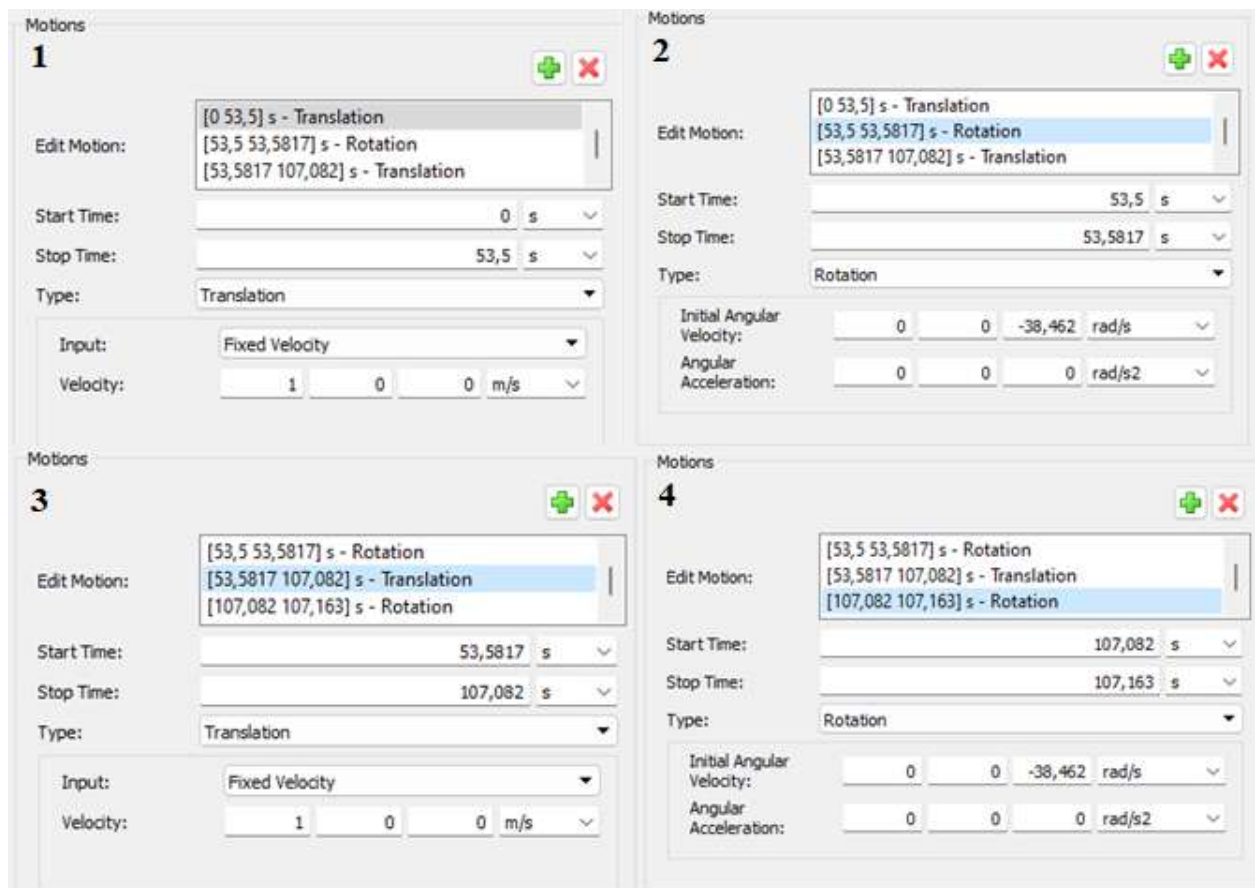 Motions
1
Edit Motion:
[0 53,5] s - Translation
[53,5 53,5817] s - Rotation
[53,5817 107,082] s - Translation
Start Time: 0 s
Stop Time: 53,5 s
Type: Translation
Input: Fixed Velocity
Velocity: 1 0 0 m/s
Motions
2
Edit Motion:
[0 53,5] s - Translation
[53,5 53,5817] s - Rotation
[53,5817 107,082] s - Translation
Start Time: 53,5 s
Stop Time: 53,5817 s
Type: Rotation
Initial Angular
Velocity: 0 0 -38,462 rad/s
Angular
Acceleration: 0 0 0 rad/s2
Motions
3
Edit Motion:
[53,5 53,5817] s - Rotation
[53,5817 107,082] s - Translation
[107,082 107,163] s - Rotation
Start Time: 53,5817 s
Stop Time: 107,082 s
Type: Translation
Input: Fixed Velocity
Velocity: 1 0 0 m/s
Motions
4
Edit Motion:
[53,5 53,5817] s - Rotation
[53,5817 107,082] s - Translation
[107,082 107,163] s - Rotation
Start Time: 107,082 s
Stop Time: 107,163 s
Type: Rotation
Initial Angular
Velocity: 0 0 -38,462 rad/s
Angular
Acceleration: 0 0 0 rad/s2